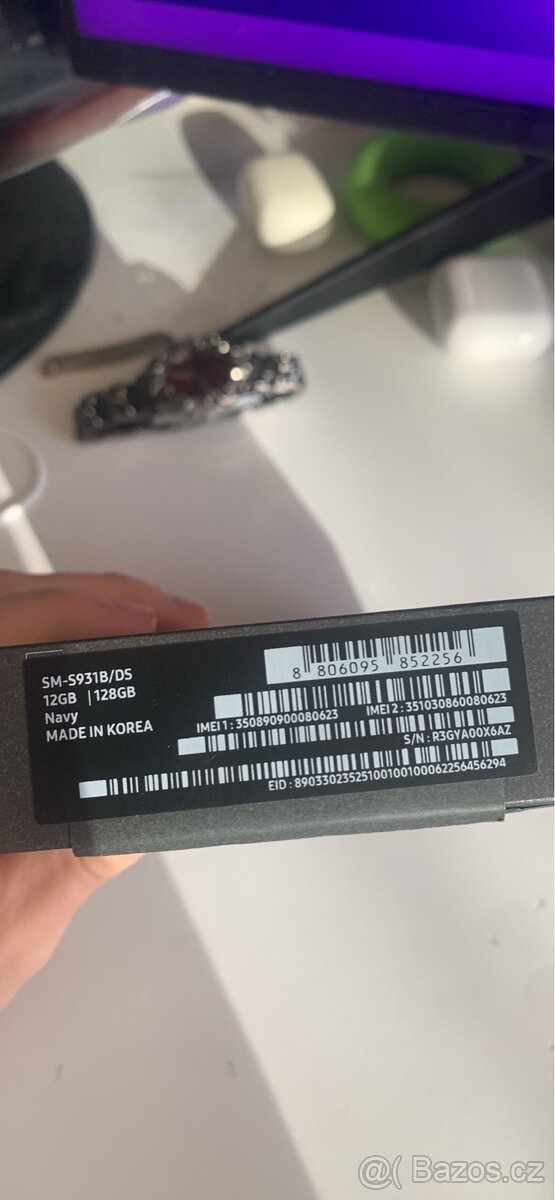 SM-S931B/DS
12GB | 128GB
Navy
MADE IN KOREA
8 806095 852256
IMEI 1 : 350890900080623
IMEI 2 : 351030860080623
S/N : R3GYA00X6AZ
EID : 89033023525100100100062256456294
@( Bazos.cz